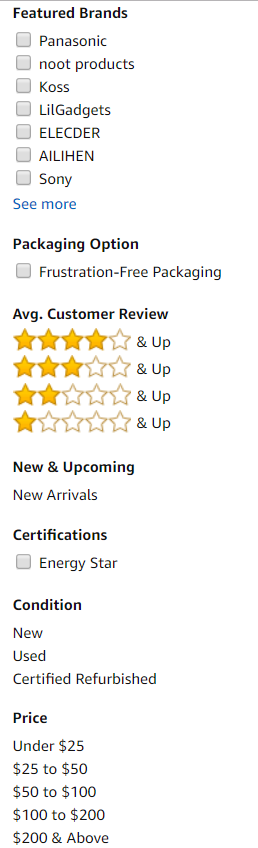 Featured Brands
Panasonic
noot products
Koss
LilGadgets
ELECDER
AILIHEN
Sony
See more
Packaging Option
Frustration-Free Packaging
Avg. Customer Review
& Up
& Up
& Up
& Up
New & Upcoming
New Arrivals
Certifications
Energy Star
Condition
New
Used
Certified Refurbished
Price
Under $25
$25 to $50
$50 to $100
$100 to $200
$200 & Above